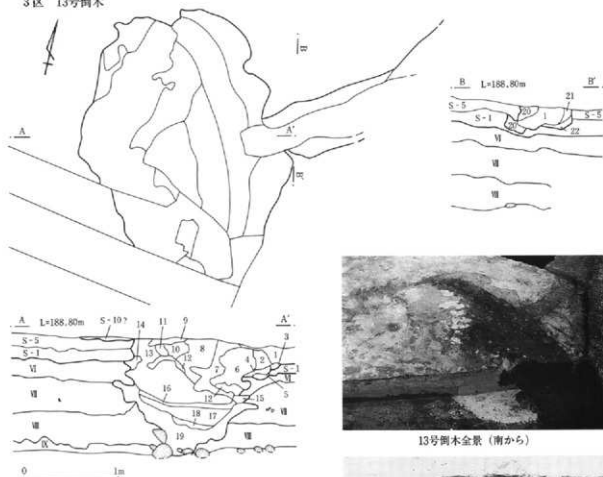 3区 13号倒木
B
A
A'
B'
B L=188.80m B'
21
S-5 20 1 S-5
S-1 20 22
VI
VII
VIII
A L=188.80m S-10? 11 9 A'
14 3
S-5 13 10 8 4 2 1
S-1 12 7 6 S-1
VI VI
5
12 15
VII 16 17 VII
18
VIII 19 VIII
IX
0 1m
13号倒木全景（南から）